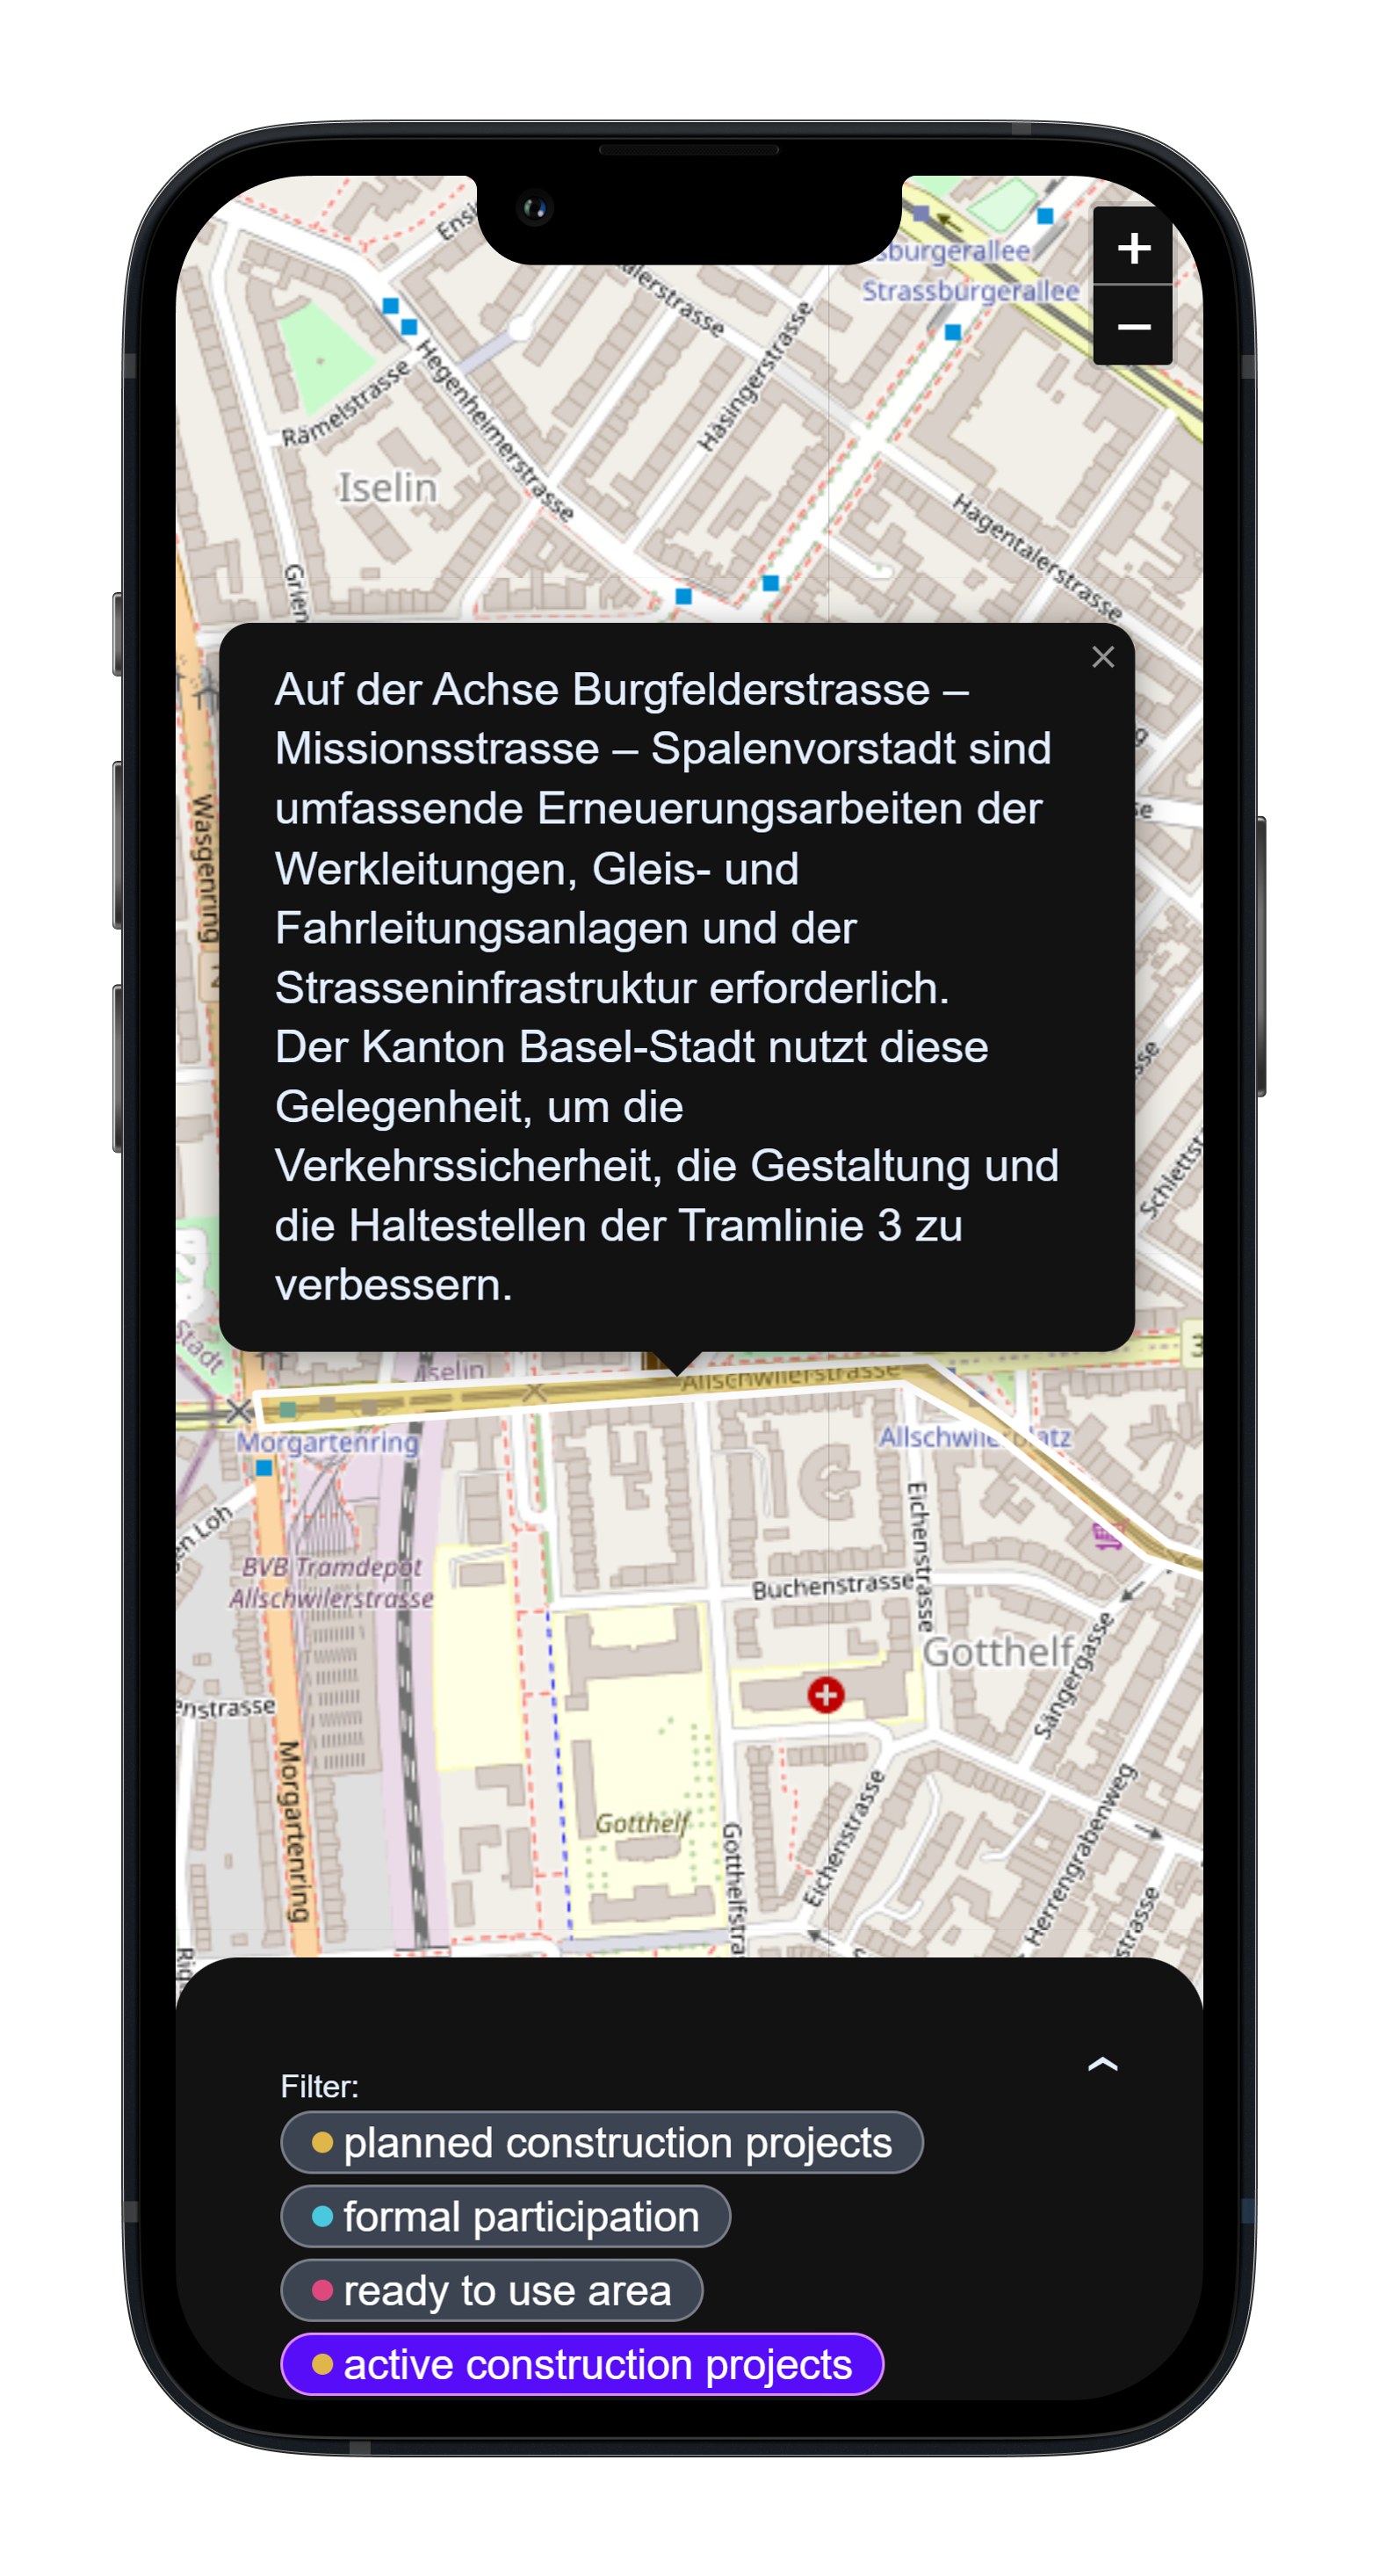 sburgerallee
Strassburgerallee
Häsingerstrasse
Hegenheimerstrasse
Rämelstrasse
Iselin
Hagentalerstrasse
Auf der Achse Burgfelderstrasse –
Missionsstrasse – Spalenvorstadt sind
umfassende Erneuerungsarbeiten der
Werkleitungen, Gleis- und
Fahrleitungsanlagen und der
Strasseninfrastruktur erforderlich.
Der Kanton Basel-Stadt nutzt diese
Gelegenheit, um die
Verkehrssicherheit, die Gestaltung und
die Haltestellen der Tramlinie 3 zu
verbessern.
Wasgenring
Stadt
Iselin
Allschwilerstrasse
3
Morgartenring
Allschwilerplatz
en Loh
BVB Tramdepot
Allschwilerstrasse
Eichenstrasse
Buchenstrasse
Gotthelf
Sängergasse
enstrasse
Morgartenring
Gotthelf
Gotthelfstra
Eichenstrasse
Herrengrabenweg
strasse
Filter:
planned construction projects
formal participation
ready to use area
active construction projects